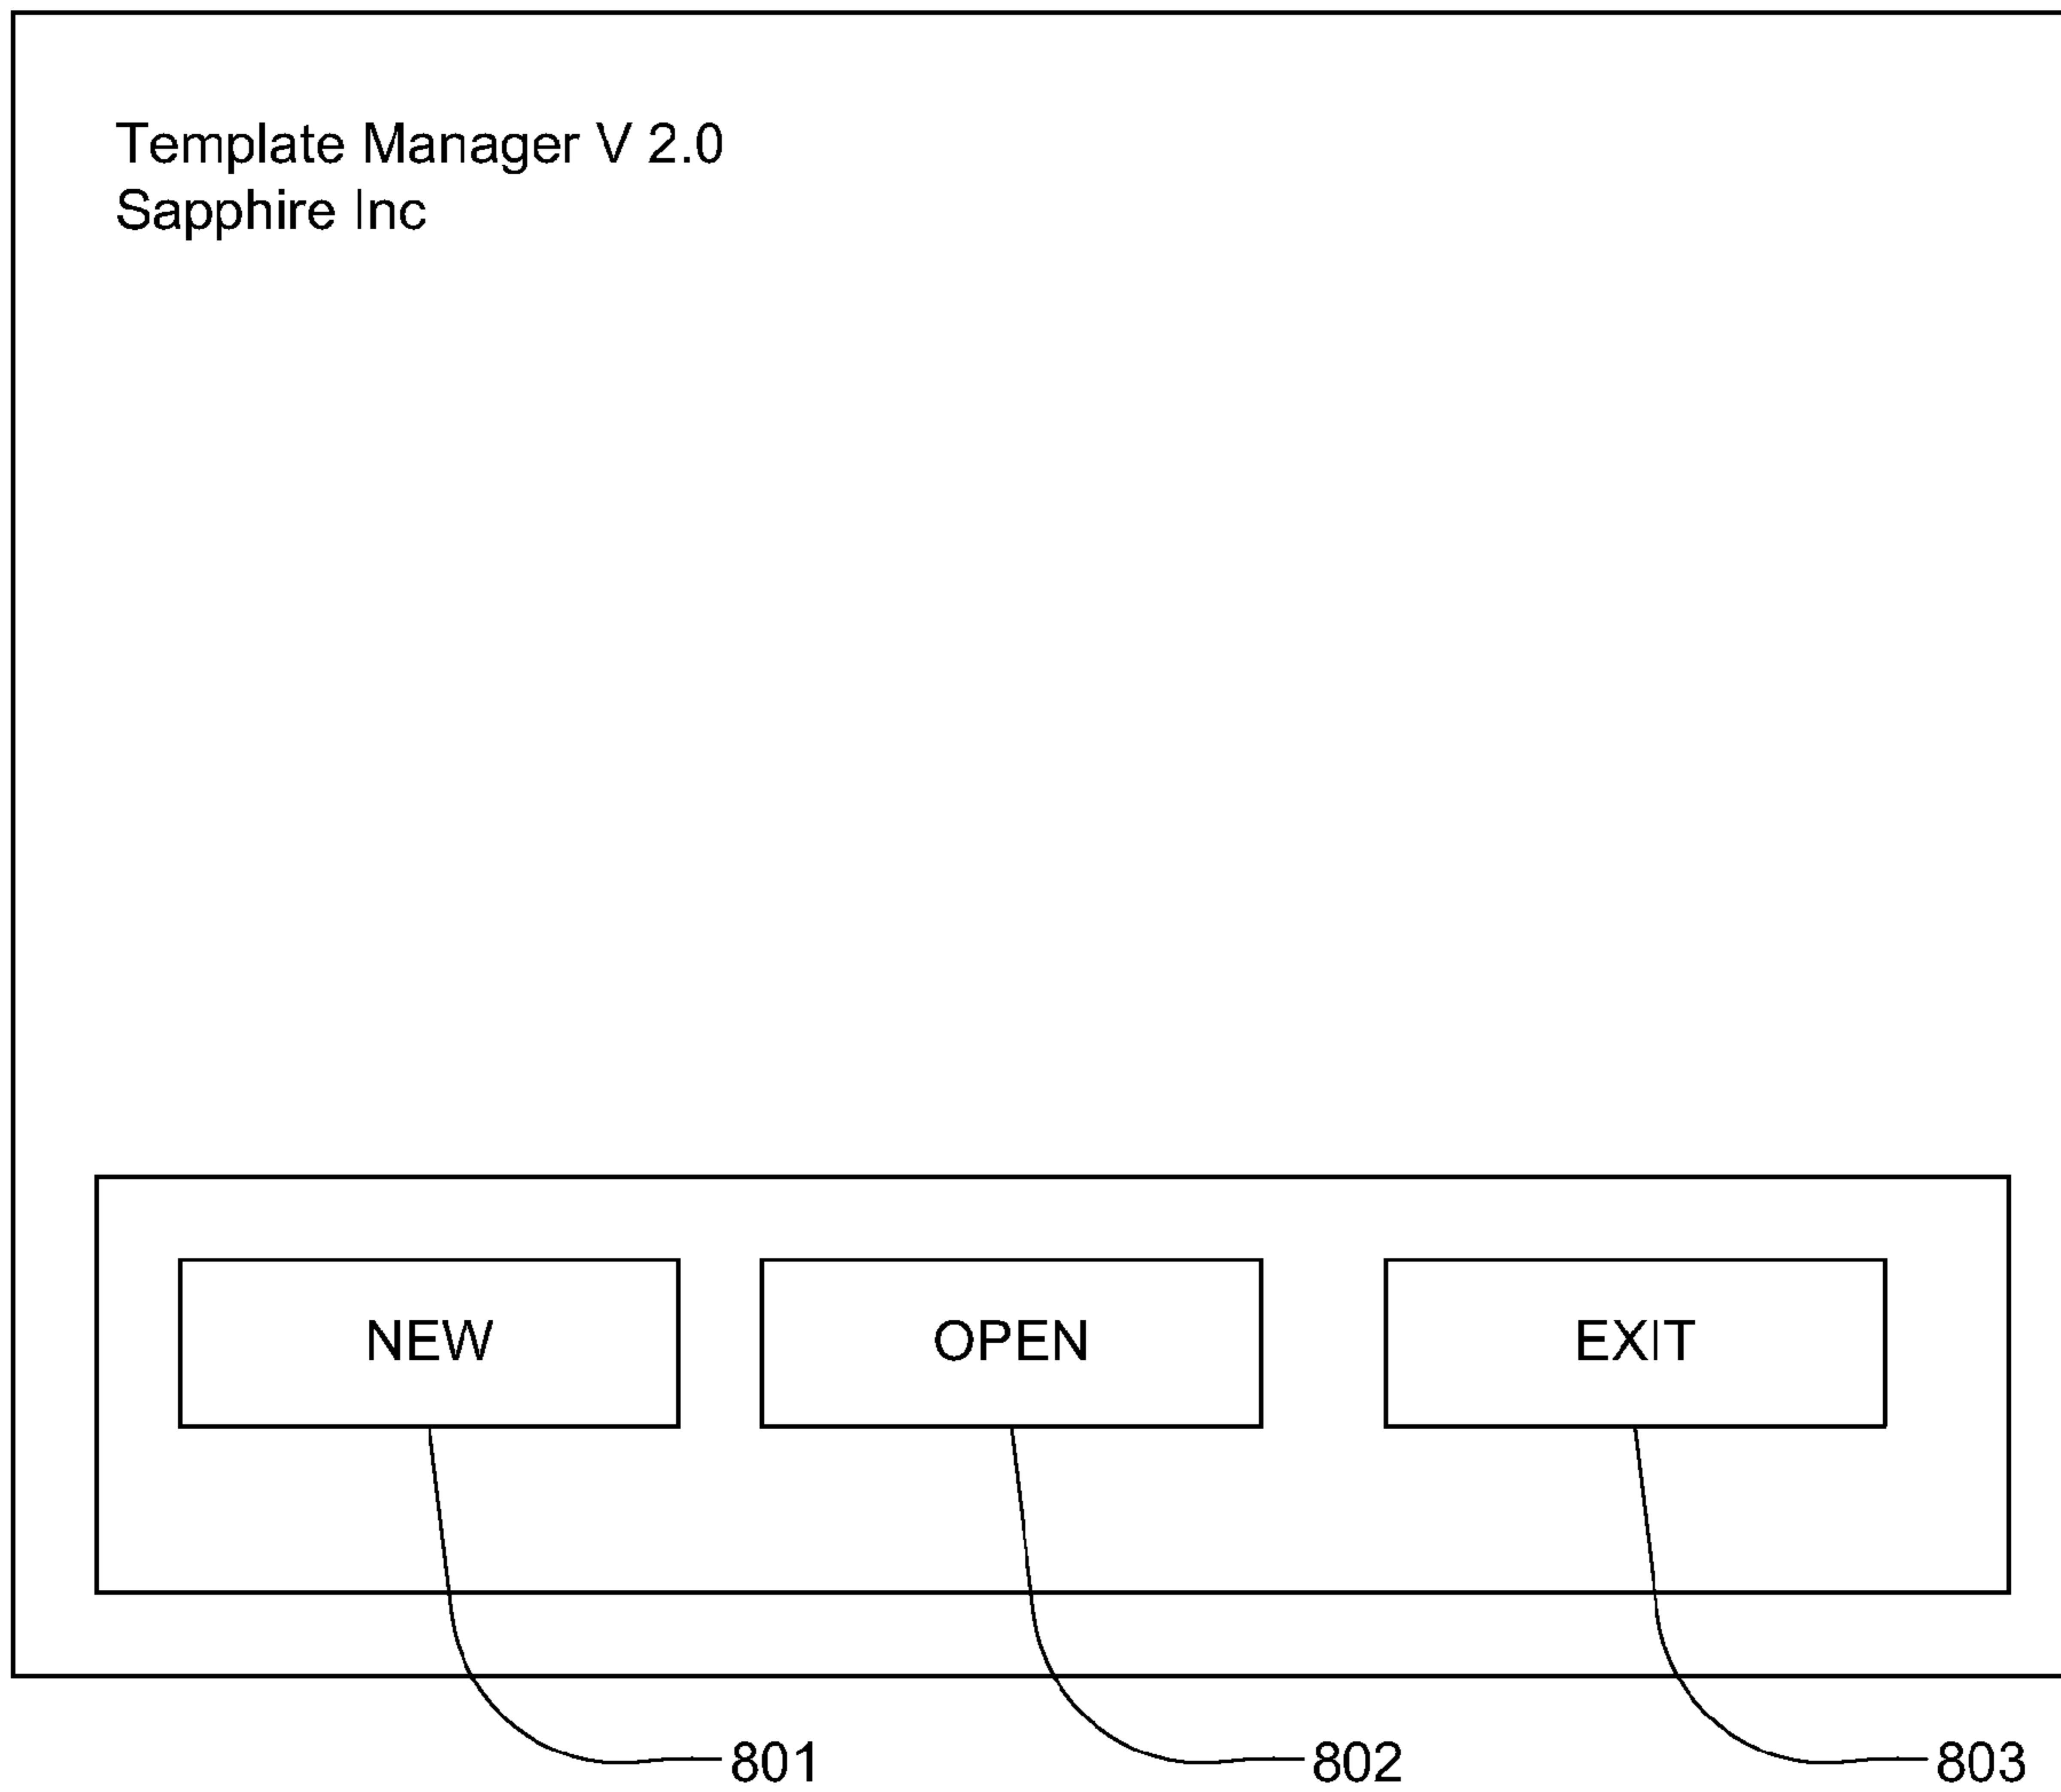 Template Manager V 2.0
Sapphire Inc
NEW OPEN EXIT
801 802 803